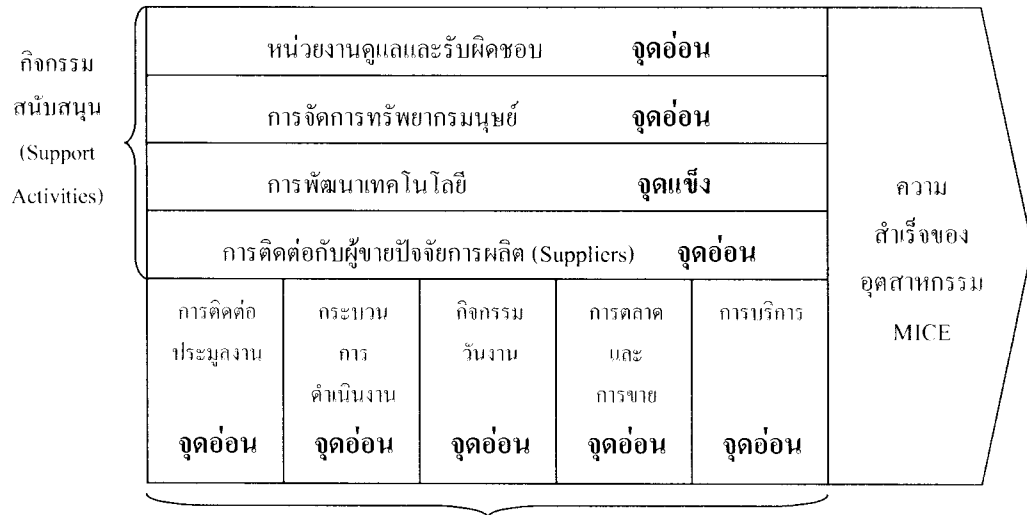 กิจกรรม
สนับสนุน
(Support
Activities)
หน่วยงานดูแลและรับผิดชอบ จุดอ่อน
การจัดการทรัพยากรมนุษย์ จุดอ่อน
การพัฒนาเทคโนโลยี จุดแข็ง
การติดต่อกับผู้ขายปัจจัยการผลิต (Suppliers) จุดอ่อน
การติดต่อ
ประมูลงาน
จุดอ่อน
กระบวน
การ
ดำเนินงาน
จุดอ่อน
กิจกรรม
วันงาน
จุดอ่อน
การตลาด
และ
การขาย
จุดอ่อน
การบริการ
จุดอ่อน
ความ
สำเร็จของ
อุตสาหกรรม
MICE